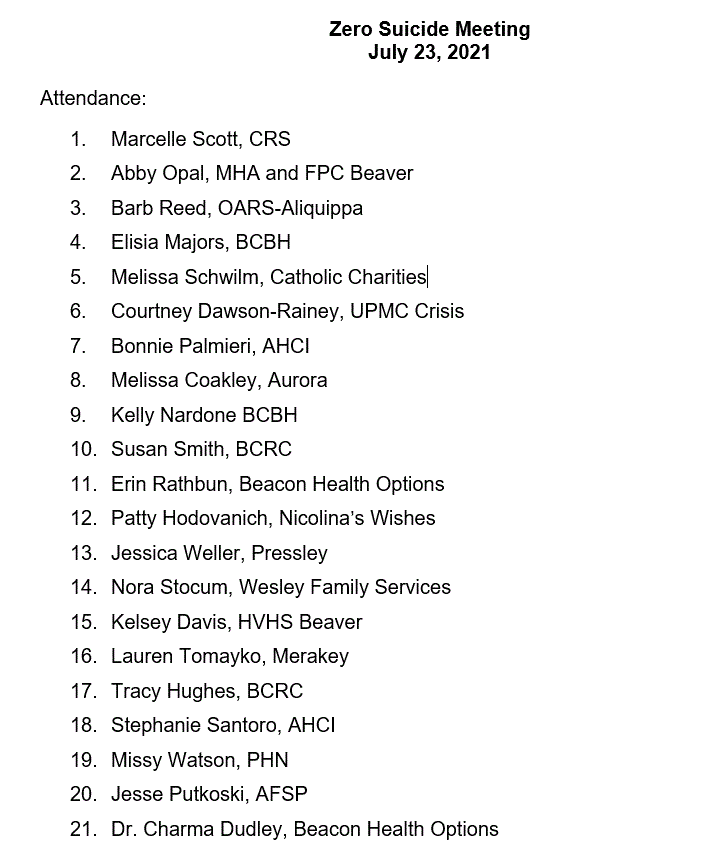 Zero Suicide Meeting
July 23, 2021
Attendance:
1. Marcelle Scott, CRS
2. Abby Opal, MHA and FPC Beaver
3. Barb Reed, OARS-Aliquippa
4. Elisia Majors, BCBH
5. Melissa Schwilm, Catholic Charities
6. Courtney Dawson-Rainey, UPMC Crisis
7. Bonnie Palmieri, AHCI
8. Melissa Coakley, Aurora
9. Kelly Nardone BCBH
10. Susan Smith, BCRC
11. Erin Rathbun, Beacon Health Options
12. Patty Hodovanich, Nicolina's Wishes
13. Jessica Weller, Pressley
14. Nora Stocum, Wesley Family Services
15. Kelsey Davis, HVHS Beaver
16. Lauren Tomayko, Merakey
17. Tracy Hughes, BCRC
18. Stephanie Santoro, AHCI
19. Missy Watson, PHN
20. Jesse Putkoski, AFSP
21. Dr. Charma Dudley, Beacon Health Options